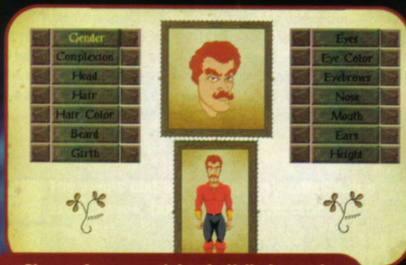 Gender
Complexion
Head
Hair
Hair Color
Beard
Girth
Eyes
Eye Color
Eyebrows
Nose
Mouth
Ears
Height